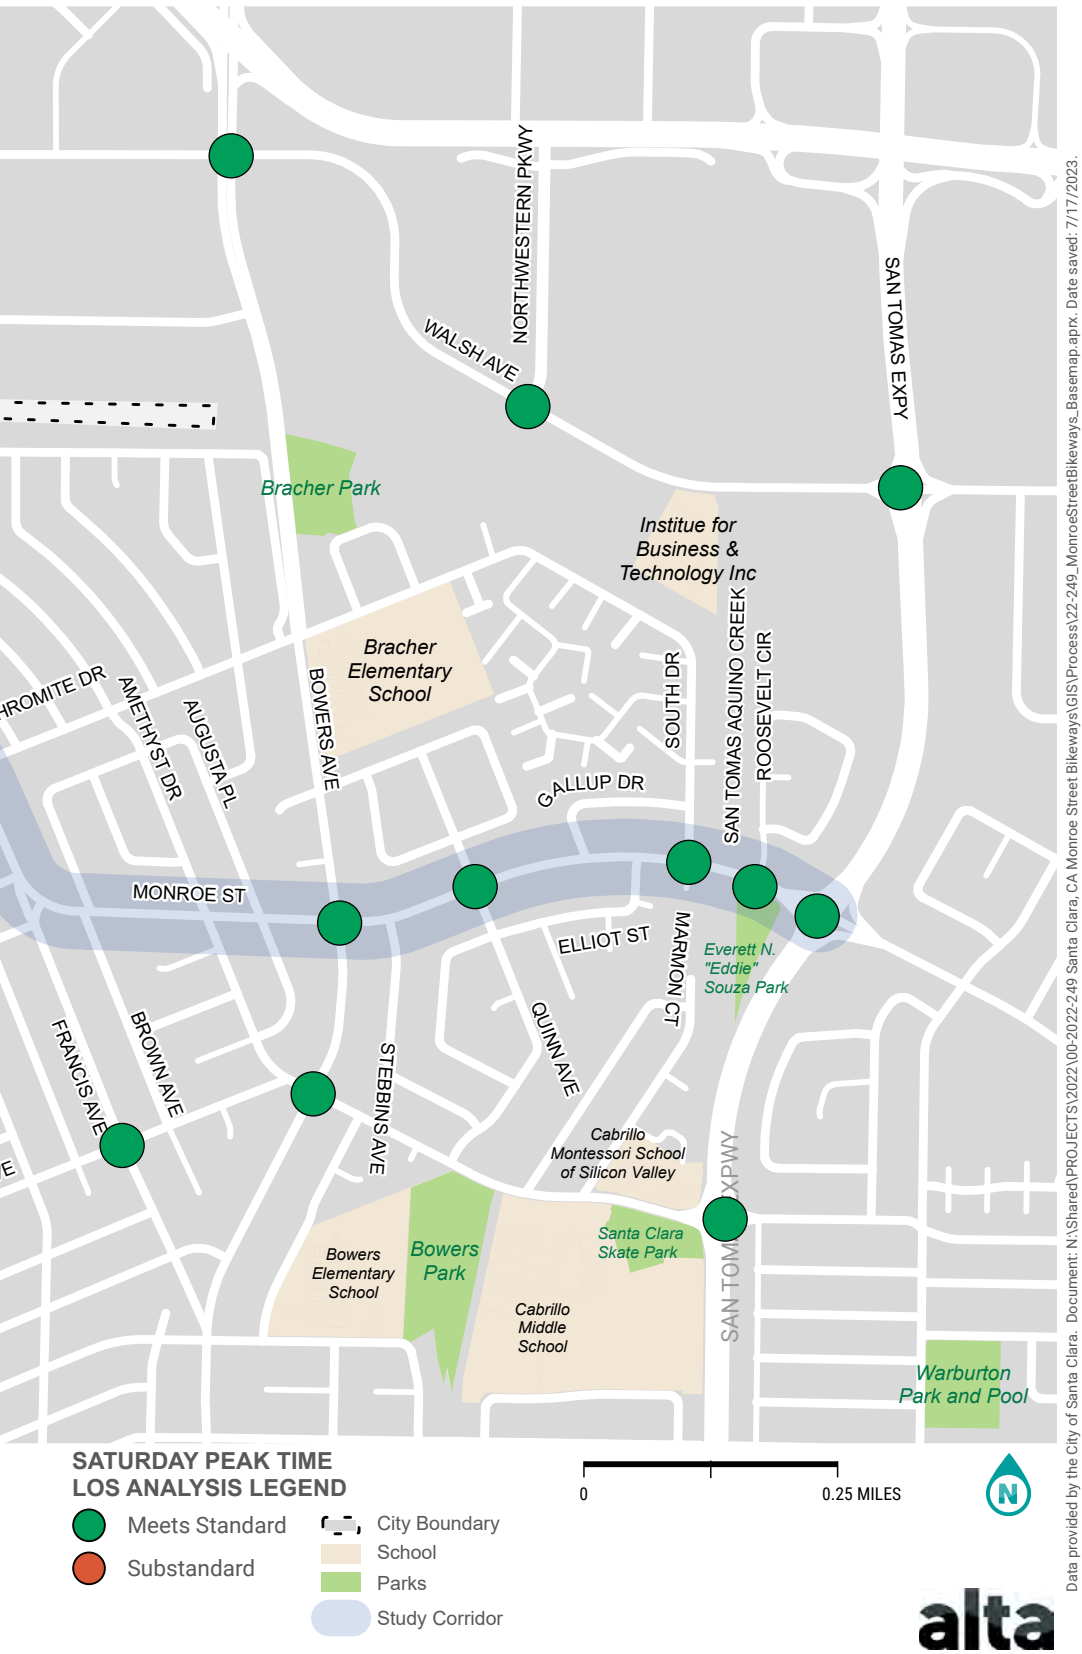 NORTHWESTERN PKWY
WALSH AVE
SAN TOMAS EXPY
Bracher Park
Institue for
Business &
Technology Inc
Bracher
Elementary
School
HROMITE DR
AMETHYST DR
AUGUSTA PL
BOWERS AVE
SOUTH DR
SAN TOMAS AQUINO CREEK
ROOSEVELT CIR
GALLUP DR
MONROE ST
ELLIOT ST
MARMON CT
Everett N.
"Eddie"
Souza Park
FRANCIS AVE
BROWN AVE
STEBBINS AVE
QUINN AVE
VE
Cabrillo
Montessori School
of Silicon Valley
SAN TOM EXPWY
Santa Clara
Skate Park
Bowers
Elementary
School
Bowers
Park
Cabrillo
Middle
School
Warburton
Park and Pool
SATURDAY PEAK TIME
LOS ANALYSIS LEGEND
Meets Standard
Substandard
City Boundary
School
Parks
Study Corridor
0
0.25 MILES
N
alta
Data provided by the City of Santa Clara. Document: N:\Shared\PROJECTS\2022\00-2022-249 Santa Clara, CA Monroe Street Bikeways\GIS\Process\22-249_MonroeStreetBikeways_Basemap.aprx. Date saved: 7/17/2023.